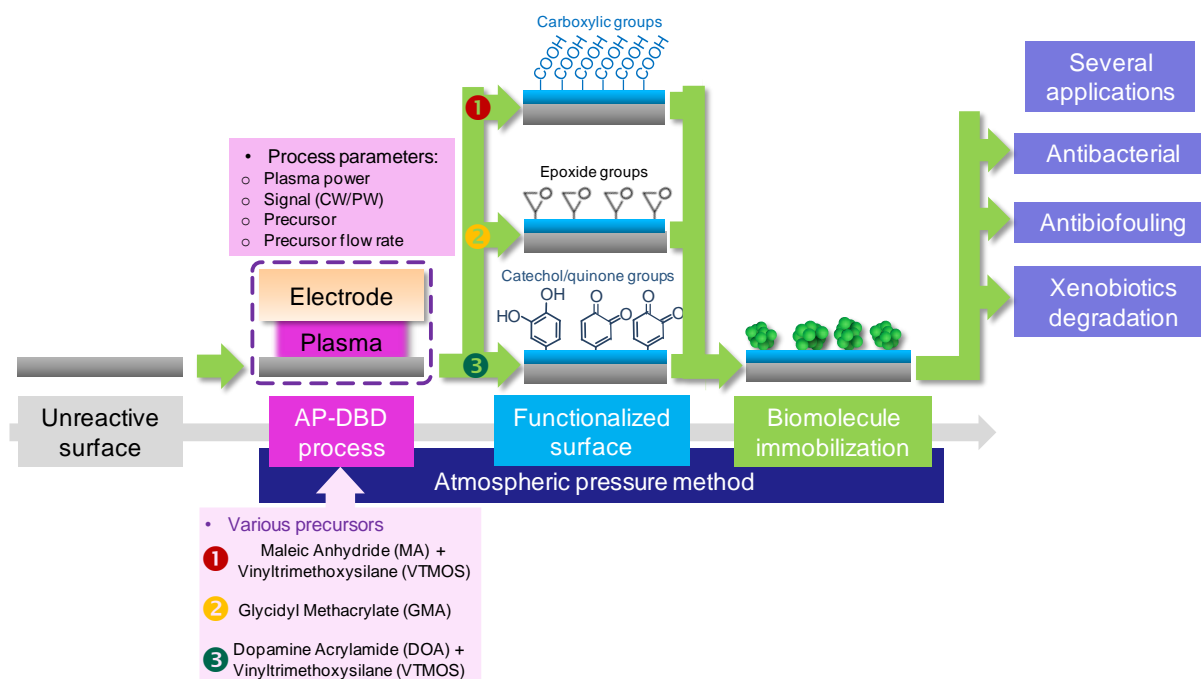 Carboxylic groups
COOH
COOH
COOH
COOH
COOH
COOH
1
• Process parameters:
o Plasma power
o Signal (CW/PW)
o Precursor
o Precursor flow rate
Epoxide groups
O
O
O
O
2
Catechol/quinone groups
OH
HO
O
O
O
O
3
Electrode
Plasma
Several
applications
Antibacterial
Antibiofouling
Xenobiotics
degradation
Unreactive
surface
AP-DBD
process
Functionalized
surface
Biomolecule
immobilization
Atmospheric pressure method
• Various precursors
1 Maleic Anhydride (MA) +
Vinyltrimethoxysilane (VTMOS)
2 Glycidyl Methacrylate (GMA)
3 Dopamine Acrylamide (DOA) +
Vinyltrimethoxysilane (VTMOS)